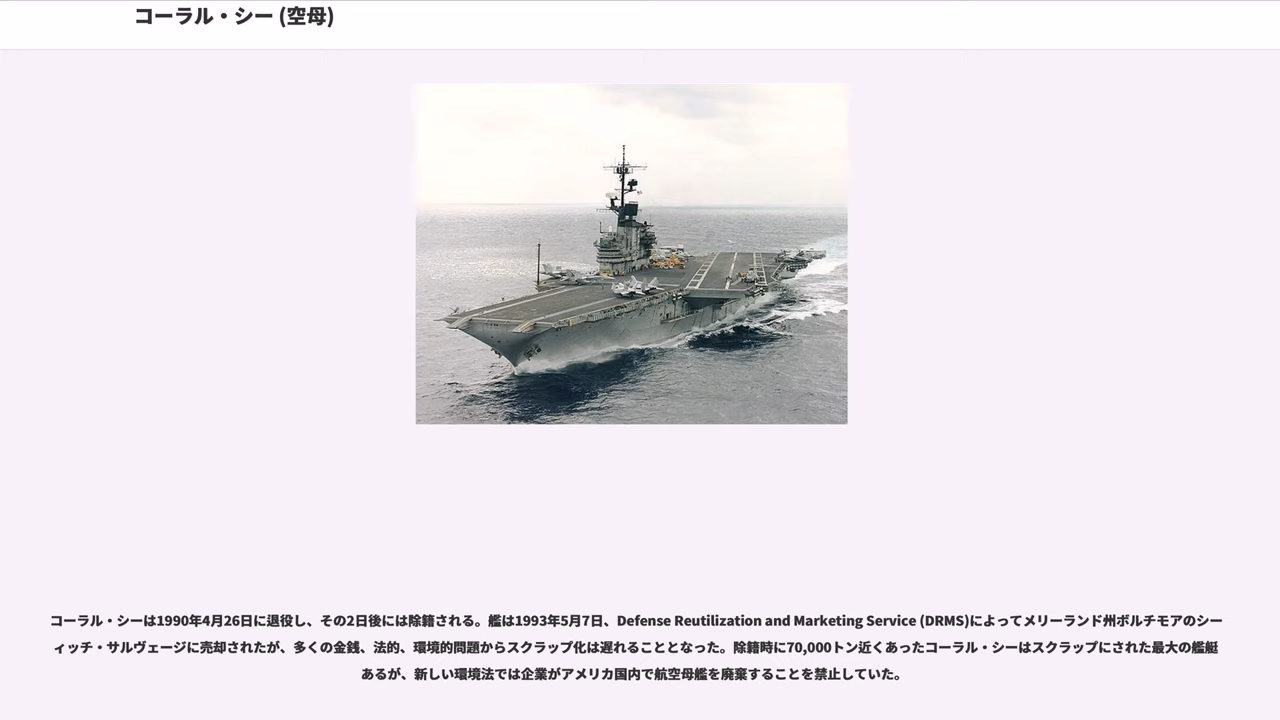 コーラル・シー (空母)
コーラル・シーは1990年4月26日に退役し、その2日後には除籍される。艦は1993年5月7日、Defense Reutilization and Marketing Service (DRMS)によってメリーランド州ボルチモアのシー
ィッチ・サルヴェージに売却されたが、多くの金銭、法的、環境的問題からスクラップ化は遅れることとなった。除籍時に70,000トン近くあったコーラル・シーはスクラップにされた最大の艦艇
あるが、新しい環境法では企業がアメリカ国内で航空母艦を廃棄することを禁止していた。